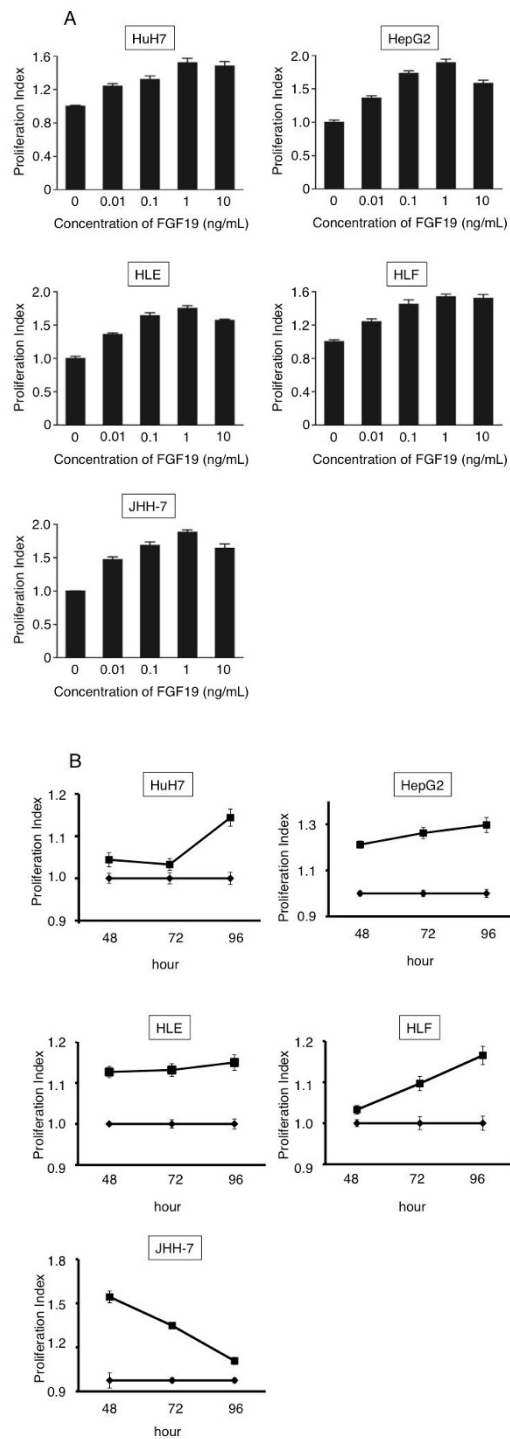 A
HuH7
HepG2
Proliferation Index
1.6
1.2
1.4
0
0 0.01 0.1 1 10
Concentration of FGF19 (ng/mL)
Proliferation Index
2.0
1.5
1.0
0.5
0
0 0.01 0.1 1 10
Concentration of FGF19 (ng/mL)
HLE
HLF
Proliferation Index
2.0
1.5
1.0
0.5
0
0 0.01 0.1 1 10
Concentration of FGF19 (ng/mL)
Proliferation Index
1.6
1.2
0.8
0.4
0
0 0.01 0.1 1 10
Concentration of FGF19 (ng/mL)
JHH-7
Proliferation Index
2.0
1.5
1.0
0.5
0
0 0.01 0.1 1 10
Concentration of FGF19 (ng/mL)
B
HuH7
HepG2
Proliferation Index
1.2
1.1
1.0
0.9
48 72 96
hour
Proliferation Index
1.3
1.1
0.9
48 72 96
hour
HLE
HLF
Proliferation Index
1.2
1.1
1.0
0.9
48 72 96
hour
Proliferation Index
1.2
1.1
1.0
0.9
48 72 96
hour
JHH-7
Proliferation Index
1.8
1.5
1.2
0.9
48 72 96
hour